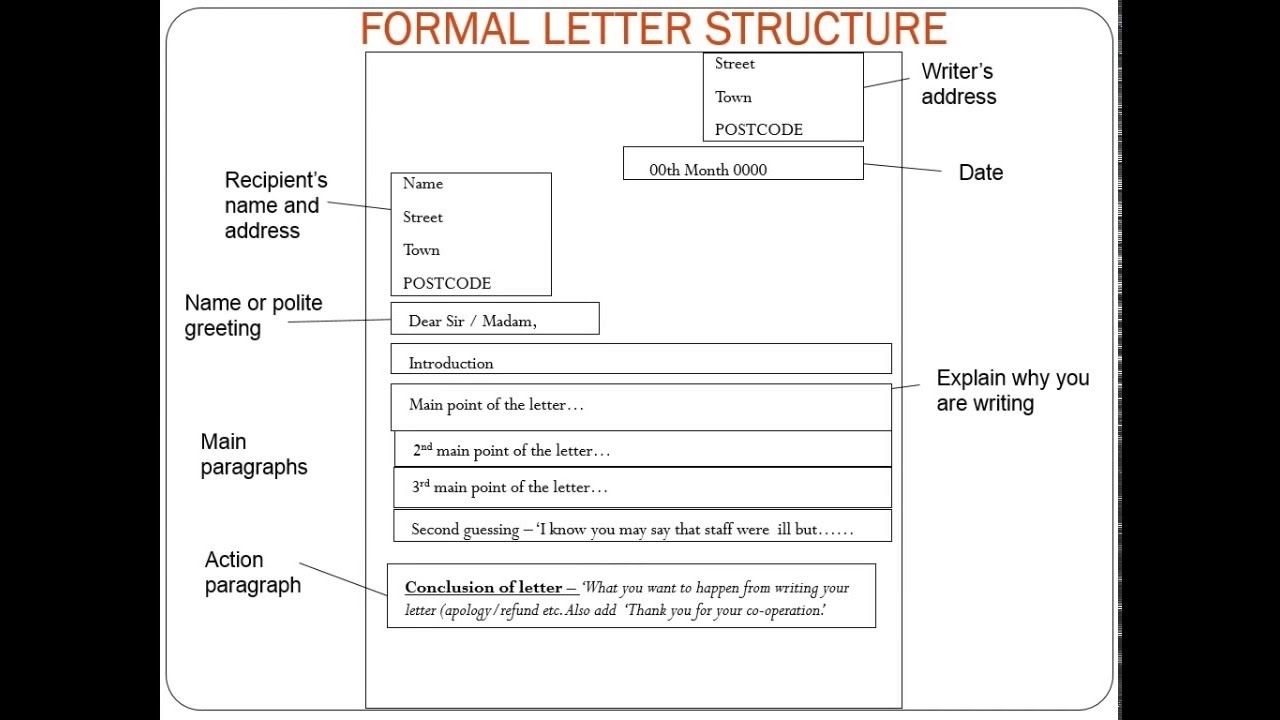 FORMAL LETTER STRUCTURE
Street
Town
POSTCODE
Writer's
address
00th Month 0000
Date
Recipient's
name and
address
Name
Street
Town
POSTCODE
Name or polite
greeting
Dear Sir / Madam,
Introduction
Explain why you
are writing
Main point of the letter…
Main
paragraphs
2nd main point of the letter…
3rd main point of the letter…
Second guessing – 'I know you may say that staff were ill but……
Action
paragraph
Conclusion of letter – 'What you want to happen from writing your
letter (apology/refund etc. Also add 'Thank you for your co-operation.'